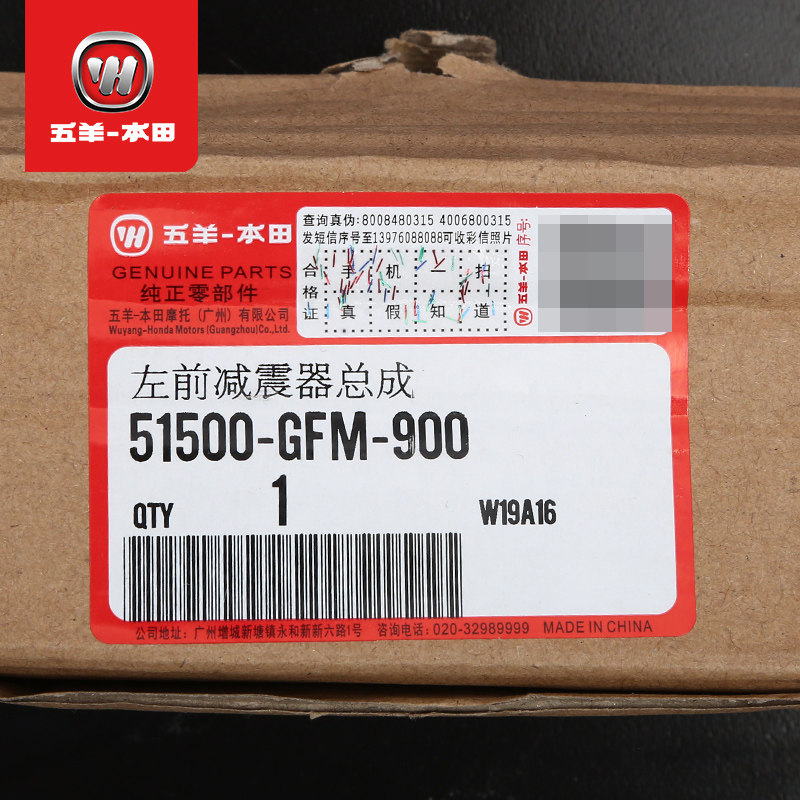 五羊-本田
五羊-本田
GENUINE PARTS
纯正零部件
五羊-本田摩托(广州)有限公司
Wuyang-Honda Motors(Guangzhou)Co.,Ltd.
查询真伪:8008480315 4006800315
发短信序号至13976088088可收彩信照片
合格证
手机一拍
真假知道
五羊-本田
序号:
左前减震器总成
51500-GFM-900
QTY 1 W19A16
公司地址:广州增城新塘镇永和新新六路1号 咨询电话:020-32989999 MADE IN CHINA